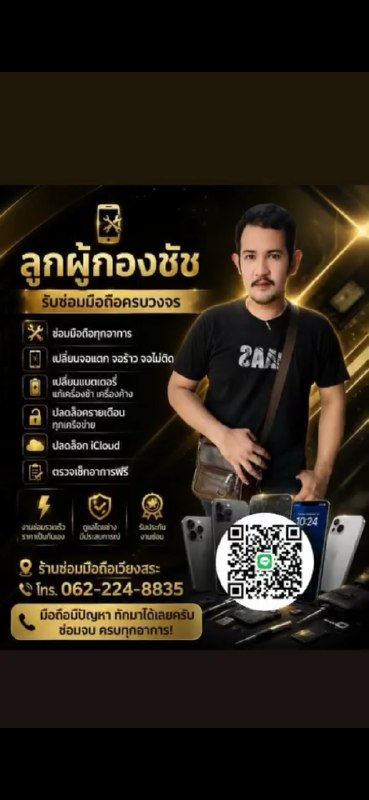 ลูกผู้กองชัช
รับซ่อมมือถือครบวงจร
ซ่อมมือถือทุกอาการ
เปลี่ยนจอแตก จอร้าว จอไม่ติด
เปลี่ยนแบตเตอรี่
แก้เครื่องช้า เครื่องค้าง
ปลดล็อครายเดือน
ทุกเครือข่าย
ปลดล็อก iCloud
ตรวจเช็กอาการฟรี
งานซ่อมรวดเร็ว
ราคาเป็นกันเอง
ดูแลโดยช่าง
มีประสบการณ์
รับประกัน
งานซ่อม
10:24
LINE
ร้านซ่อมมือถือเวียงสระ
โทร. 062-224-8835
มือถือมีปัญหา ทักมาได้เลยครับ
ซ่อมจบ ครบทุกอาการ!